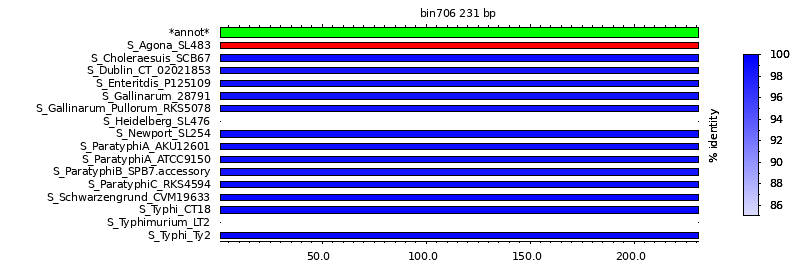 bin706 231 bp
*annot*
S_Agona_SL483
S_Choleraesuis_SCB67
S_Dublin_CT_02021853
S_Enteritdis_P125109
S_Gallinarum_28791
S_Gallinarum_Pullorum_RKS5078
S_Heidelberg_SL476
S_Newport_SL254
S_ParatyphiA_AKU12601
S_ParatyphiA_ATCC9150
S_ParatyphiB_SPB7.accessory
S_ParatyphiC_RKS4594
S_Schwarzengrund_CVM19633
S_Typhi_CT18
S_Typhimurium_LT2
S_Typhi_Ty2
50.0 100.0 150.0 200.0
% identity
100
98
96
94
92
90
88
86